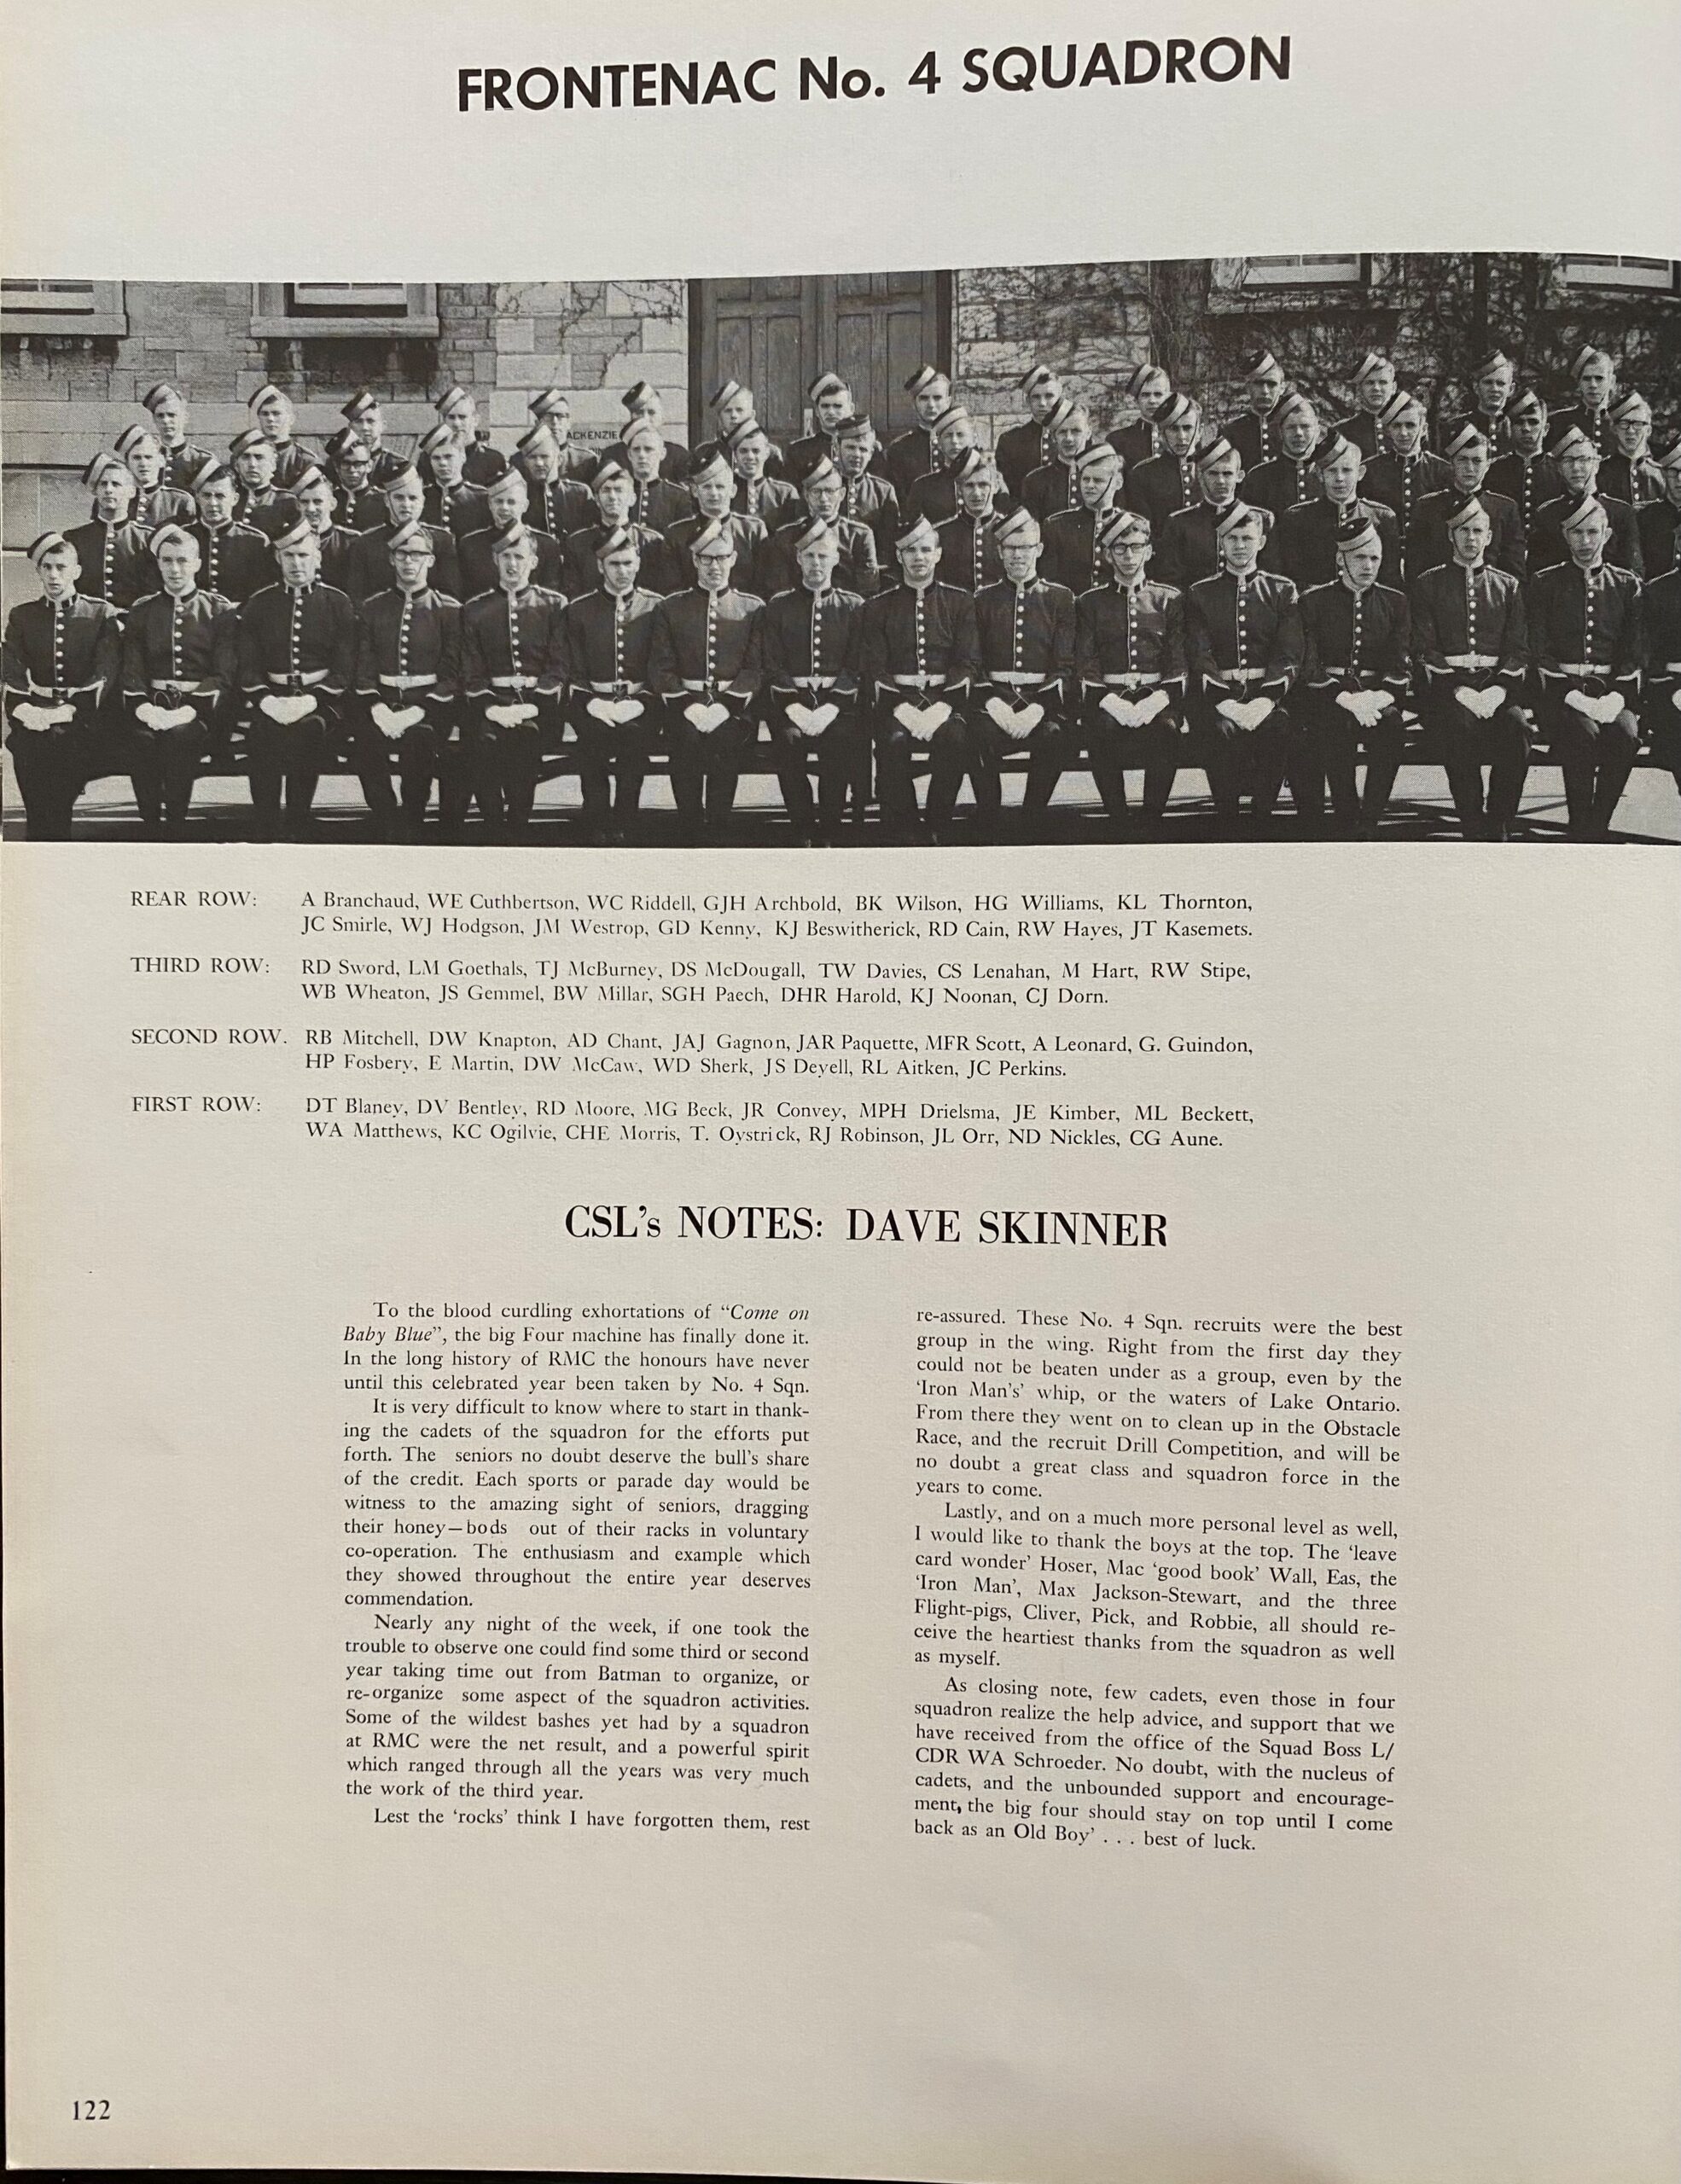 FRONTENAC No. 4 SQUADRON
ACKENZIE
REAR ROW: A Branchaud, WE Cuthbertson, WC Riddell, GJH Archbold, BK Wilson, HG Williams, KL Thornton,
JC Smirle, WJ Hodgson, JM Westrop, GD Kenny, KJ Beswitherick, RD Cain, RW Hayes, JT Kasemets.
THIRD ROW: RD Sword, LM Goethals, TJ McBurney, DS McDougall, TW Davies, CS Lenahan, M Hart, RW Stipe,
WB Wheaton, JS Gemmel, BW Millar, SGH Paech, DHR Harold, KJ Noonan, CJ Dorn.
SECOND ROW. RB Mitchell, DW Knapton, AD Chant, JAJ Gagnon, JAR Paquette, MFR Scott, A Leonard, G. Guindon,
HP Fosbery, E Martin, DW McCaw, WD Sherk, JS Deyell, RL Aitken, JC Perkins.
FIRST ROW: DT Blaney, DV Bentley, RD Moore, MG Beck, JR Convey, MPH Drielsma, JE Kimber, ML Beckett,
WA Matthews, KC Ogilvie, CHE Morris, T. Oystrick, RJ Robinson, JL Orr, ND Nickles, CG Aune.
CSL's NOTES: DAVE SKINNER
To the blood curdling exhortations of "Come on
Baby Blue", the big Four machine has finally done it.
In the long history of RMC the honours have never
until this celebrated year been taken by No. 4 Sqn.
It is very difficult to know where to start in thank-
ing the cadets of the squadron for the efforts put
forth. The seniors no doubt deserve the bull's share
of the credit. Each sports or parade day would be
witness to the amazing sight of seniors, dragging
their honey—bods out of their racks in voluntary
co-operation. The enthusiasm and example which
they showed throughout the entire year deserves
commendation.
Nearly any night of the week, if one took the
trouble to observe one could find some third or second
year taking time out from Batman to organize, or
re-organize some aspect of the squadron activities.
Some of the wildest bashes yet had by a squadron
at RMC were the net result, and a powerful spirit
which ranged through all the years was very much
the work of the third year.
Lest the 'rocks' think I have forgotten them, rest
re-assured. These No. 4 Sqn. recruits were the best
group in the wing. Right from the first day they
could not be beaten under as a group, even by the
'Iron Man's' whip, or the waters of Lake Ontario.
From there they went on to clean up in the Obstacle
Race, and the recruit Drill Competition, and will be
no doubt a great class and squadron force in the
years to come.
Lastly, and on a much more personal level as well,
I would like to thank the boys at the top. The 'leave
card wonder' Hoser, Mac 'good book' Wall, Eas, the
'Iron Man', Max Jackson-Stewart, and the three
Flight-pigs, Cliver, Pick, and Robbie, all should re-
ceive the heartiest thanks from the squadron as well
as myself.
As closing note, few cadets, even those in four
squadron realize the help advice, and support that we
have received from the office of the Squad Boss L/
CDR WA Schroeder. No doubt, with the nucleus of
cadets, and the unbounded support and encourage-
ment, the big four should stay on top until I come
back as an Old Boy' . . . best of luck.
122